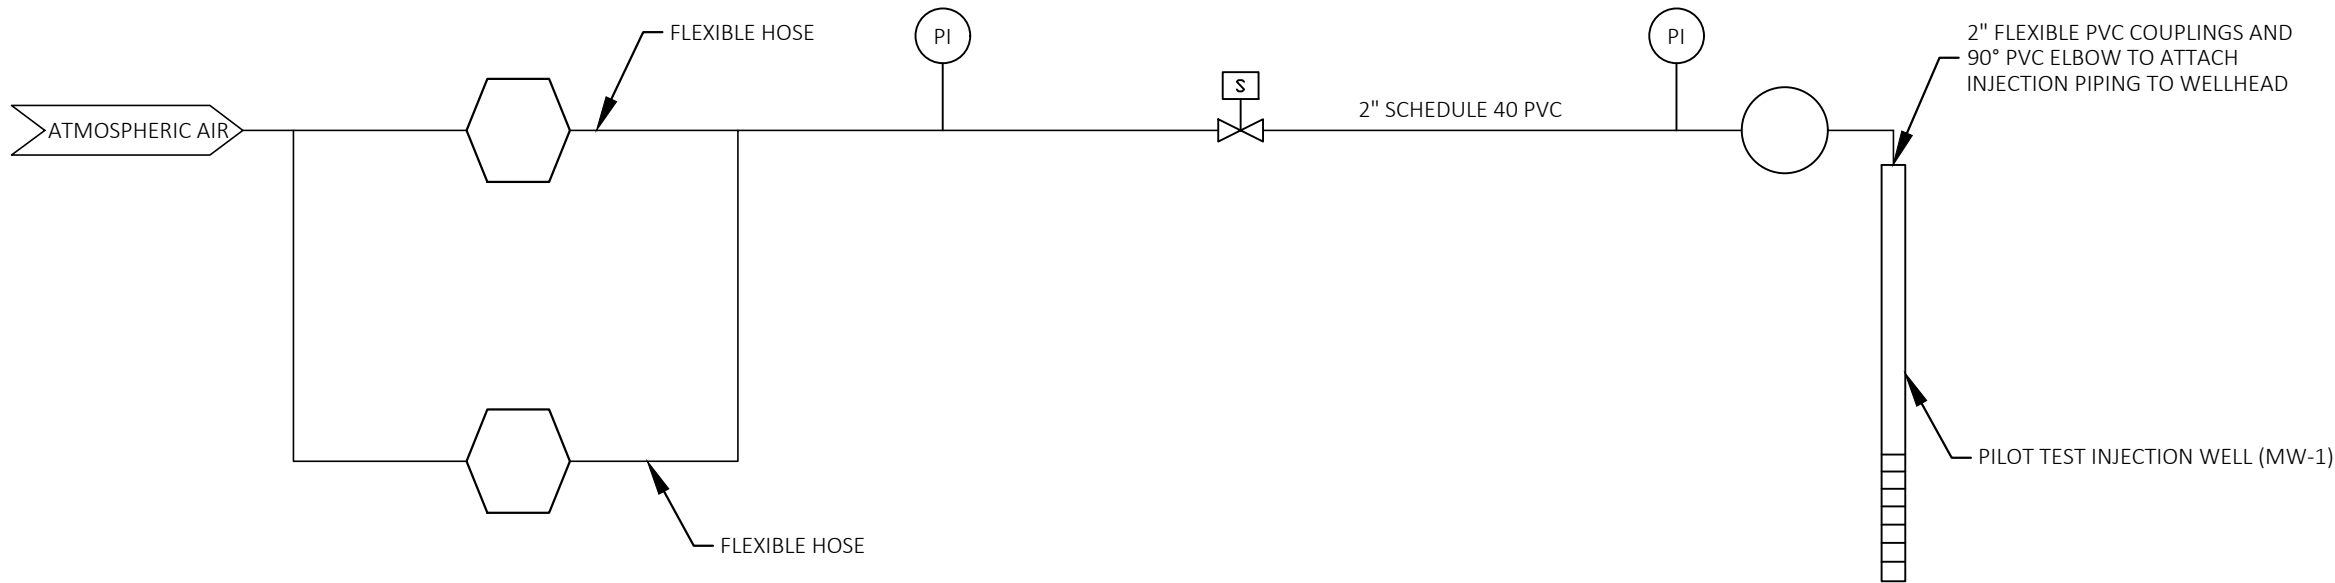 FLEXIBLE HOSE
PI
PI
2" FLEXIBLE PVC COUPLINGS AND
90° PVC ELBOW TO ATTACH
INJECTION PIPING TO WELLHEAD
S
2" SCHEDULE 40 PVC
ATMOSPHERIC AIR
PILOT TEST INJECTION WELL (MW-1)
FLEXIBLE HOSE